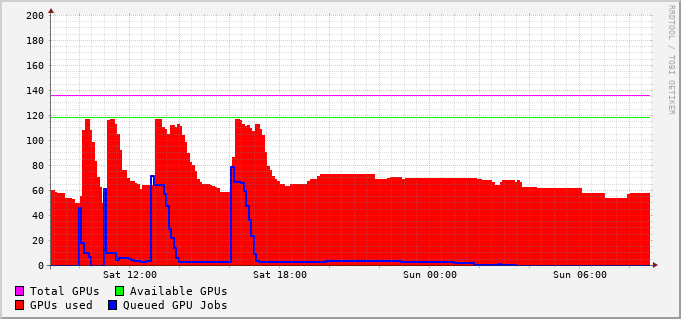 200
180
160
140
120
100
80
60
40
20
0
Sat 12:00 Sat 18:00 Sun 00:00 Sun 06:00
Total GPUs Available GPUs
GPUs used Queued GPU Jobs
RRDTOOL / TOBI OETIKER